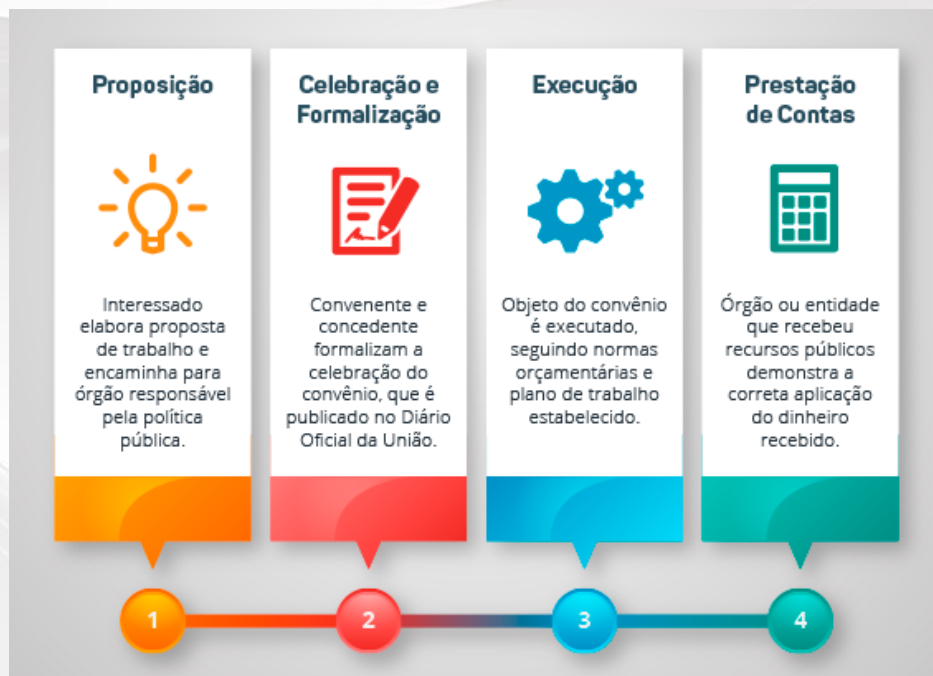 Proposição
Interessado
elabora proposta
de trabalho e
encaminha para
órgão responsável
pela política
pública.
1
Celebração e
Formalização
Convenente e
concedente
formalizam a
celebração do
convênio, que é
publicado no Diário
Oficial da União.
2
Execução
Objeto do convênio
é executado,
seguindo normas
orçamentárias e
plano de trabalho
estabelecido.
3
Prestação
de Contas
Órgão ou entidade
que recebeu
recursos públicos
demonstra a
correta aplicação
do dinheiro
recebido.
4